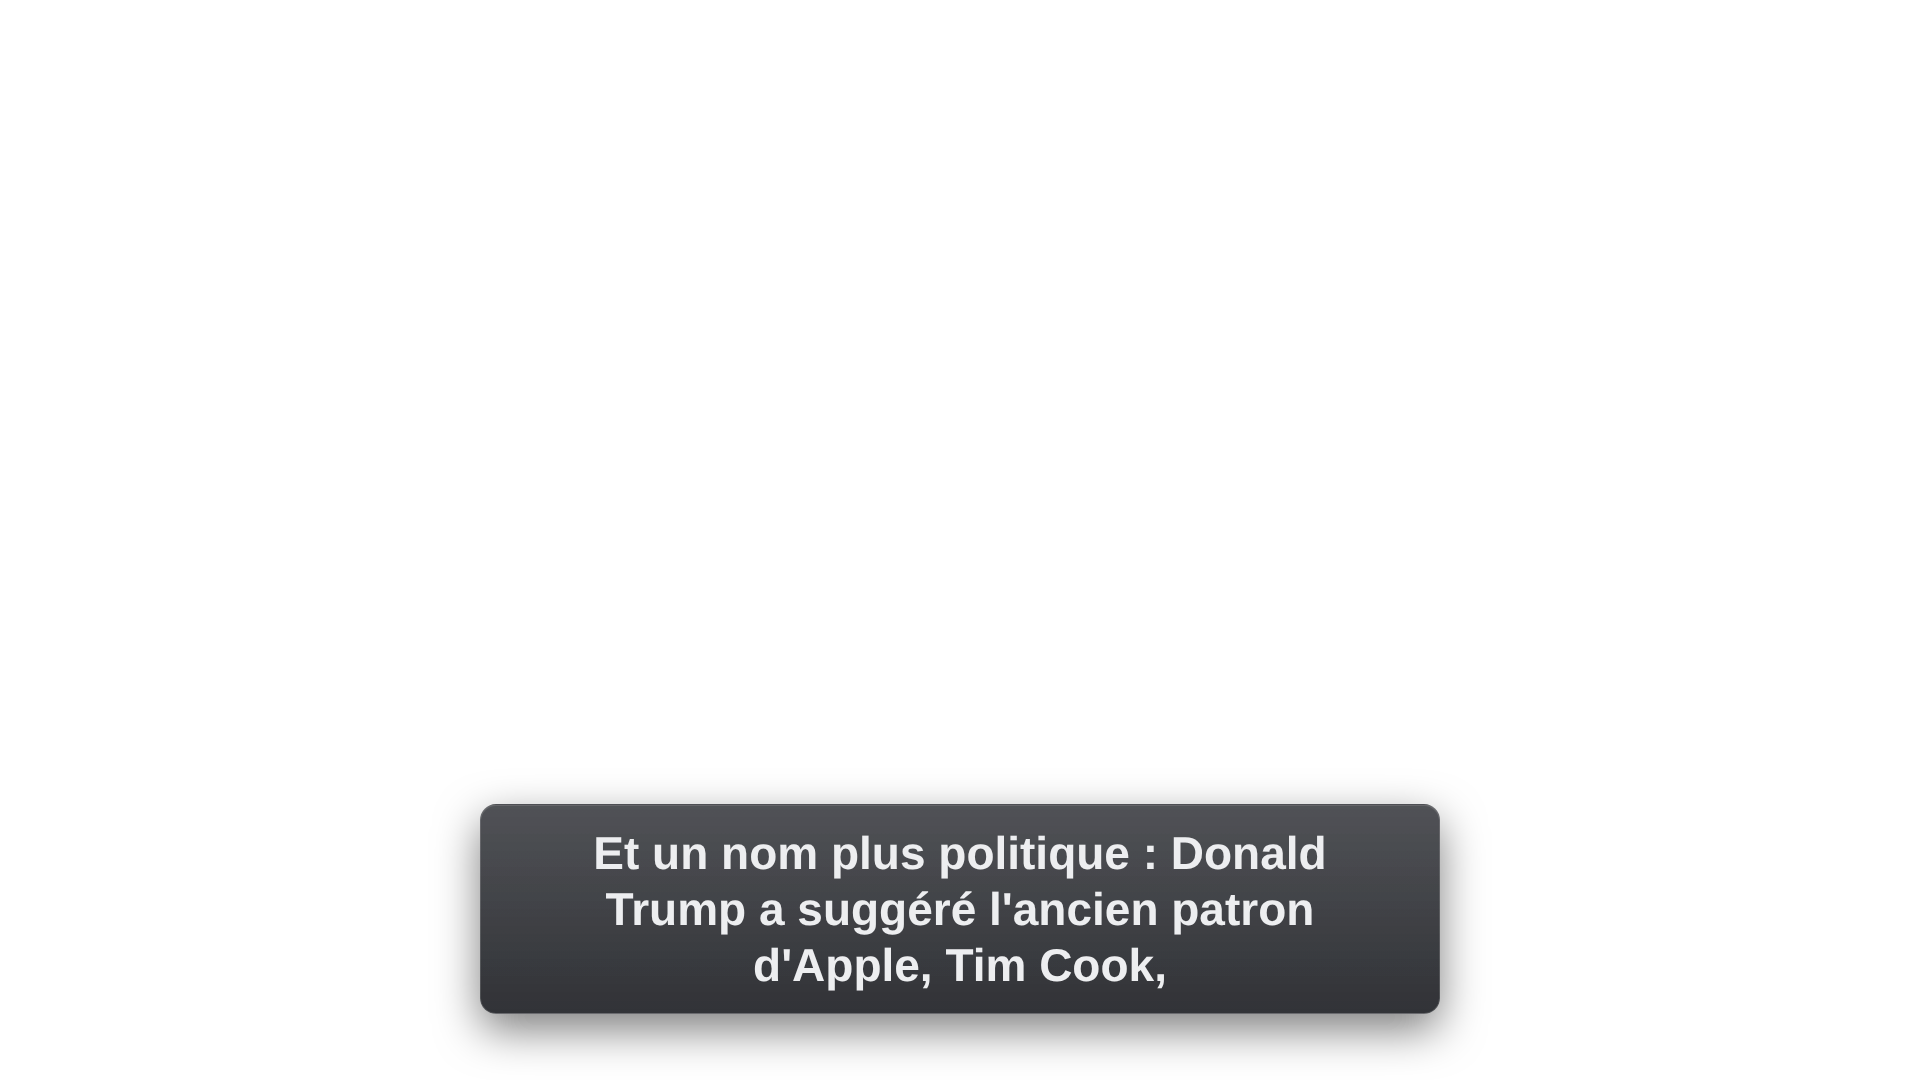 Et un nom plus politique : Donald
Trump a suggéré l'ancien patron
d'Apple, Tim Cook,